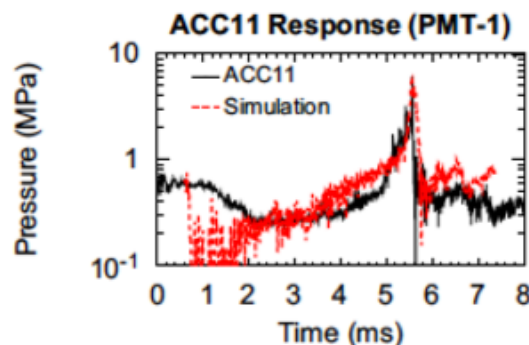 ACC11 Response (PMT-1)
10
ACC11
Simulation
1
10⁻¹
Pressure (MPa)
0 1 2 3 4 5 6 7 8
Time (ms)